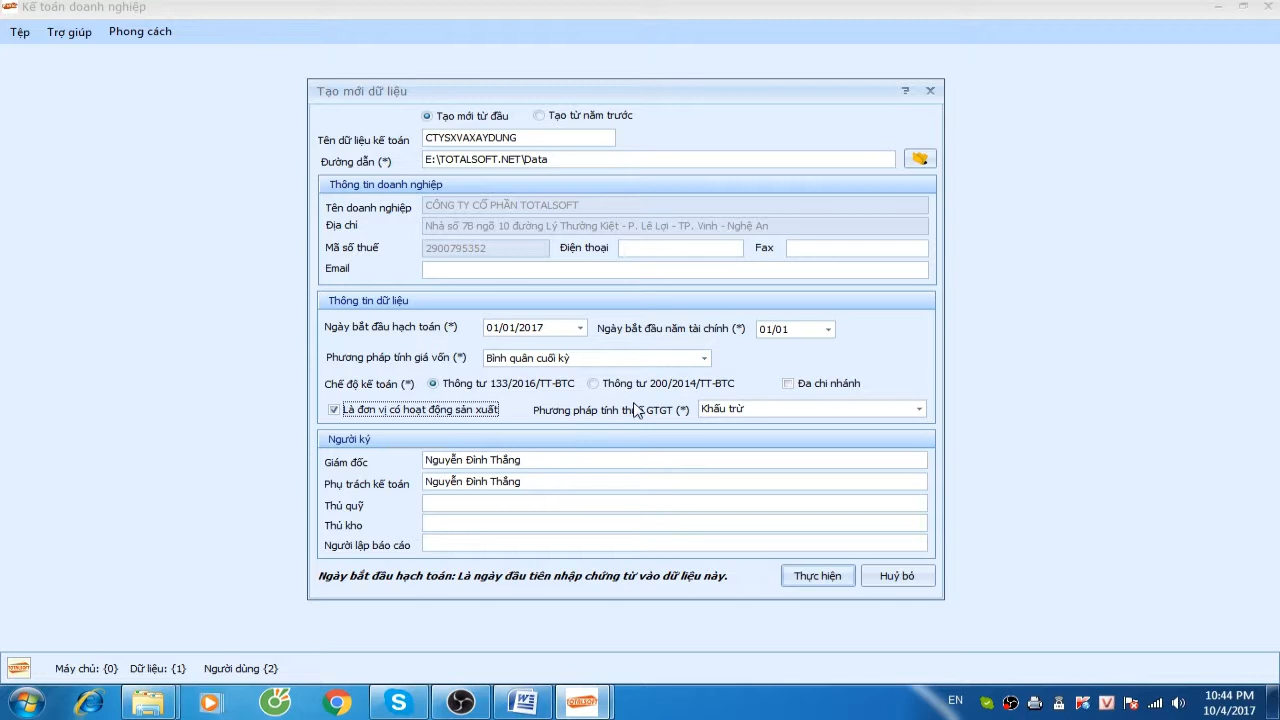 Kế toán doanh nghiệp
Tệp Trợ giúp Phong cách
Tạo mới dữ liệu
Tạo mới từ đầu Tạo từ năm trước
Tên dữ liệu kế toán CTYSXVAXAYDUNG
Đường dẫn (*) E:\TOTALSOFT.NET\Data
Thông tin doanh nghiệp
Tên doanh nghiệp CÔNG TY CỔ PHẦN TOTALSOFT
Địa chỉ Nhà số 7B ngõ 10 đường Lý Thường Kiệt - P. Lê Lợi - TP. Vinh - Nghệ An
Mã số thuế 2900795352 Điện thoại Fax
Email
Thông tin dữ liệu
Ngày bắt đầu hạch toán (*) 01/01/2017 Ngày bắt đầu năm tài chính (*) 01/01
Phương pháp tính giá vốn (*) Bình quân cuối kỳ
Chế độ kế toán (*) Thông tư 133/2016/TT-BTC Thông tư 200/2014/TT-BTC Đa chi nhánh
Là đơn vị có hoạt động sản xuất Phương pháp tính GTGT (*) Khấu trừ
Người ký
Giám đốc Nguyễn Đình Thắng
Phụ trách kế toán Nguyễn Đình Thắng
Thủ quỹ
Thủ kho
Người lập báo cáo
Ngày bắt đầu hạch toán: Là ngày đầu tiên nhập chứng từ vào dữ liệu này. Thực hiện Huỷ bỏ
TOTALSOFT Máy chủ: {0} Dữ liệu: {1} Người dùng {2}
TOTALSOFT EN 10:44 PM
10/4/2017